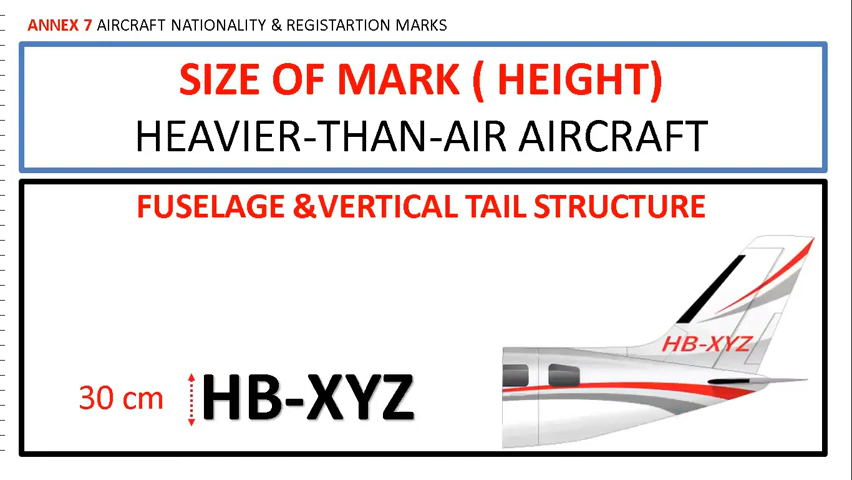 ANNEX 7 AIRCRAFT NATIONALITY & REGISTARTION MARKS
SIZE OF MARK ( HEIGHT)
HEAVIER-THAN-AIR AIRCRAFT
FUSELAGE &VERTICAL TAIL STRUCTURE
HB-XYZ
30 cm HB-XYZ